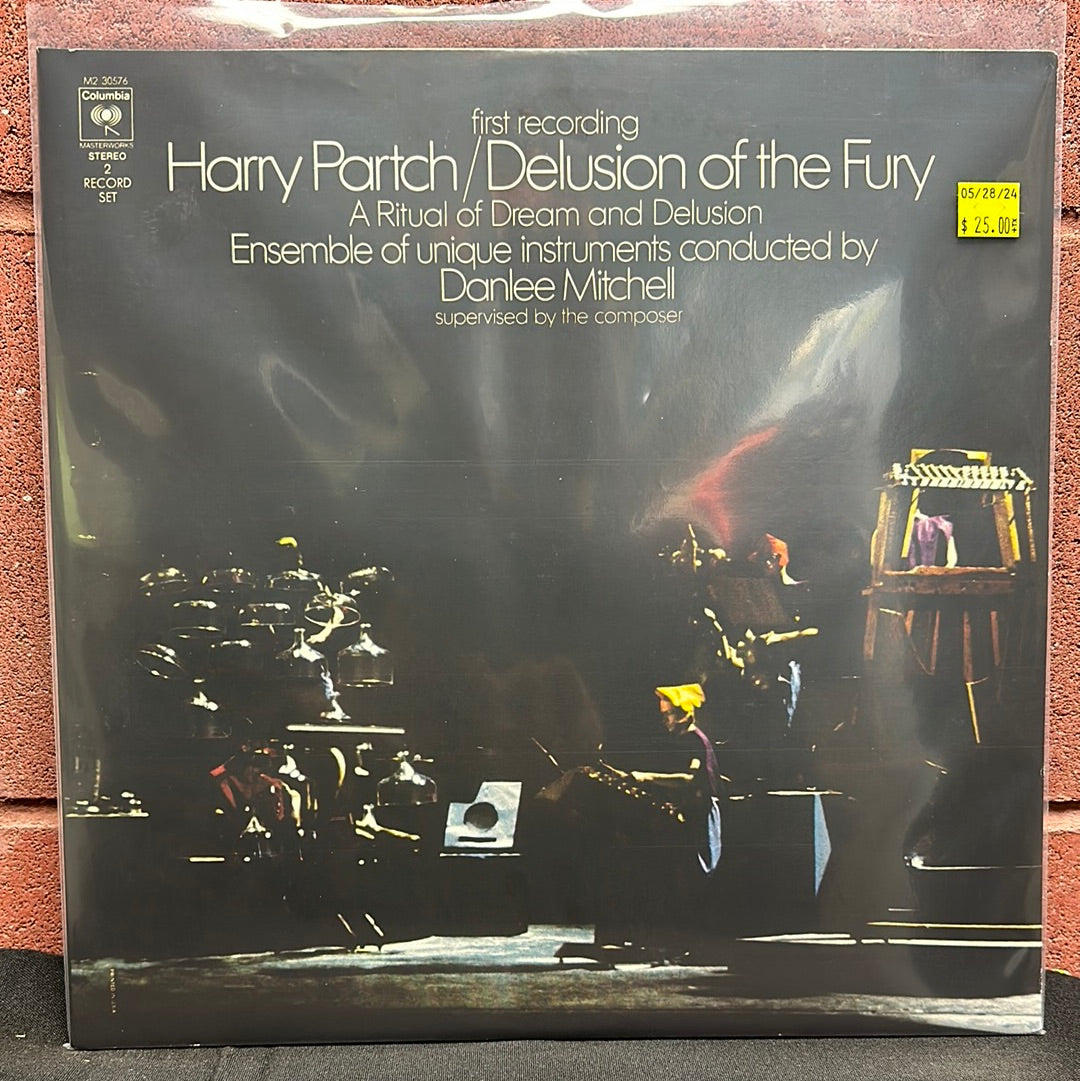 M2 30576
Columbia
MASTERWORKS
STEREO
2
RECORD
SET
first recording
Harry Partch/Delusion of the Fury
A Ritual of Dream and Delusion
Ensemble of unique instruments conducted by
Danlee Mitchell
supervised by the composer
05/28/24
$ 25.00